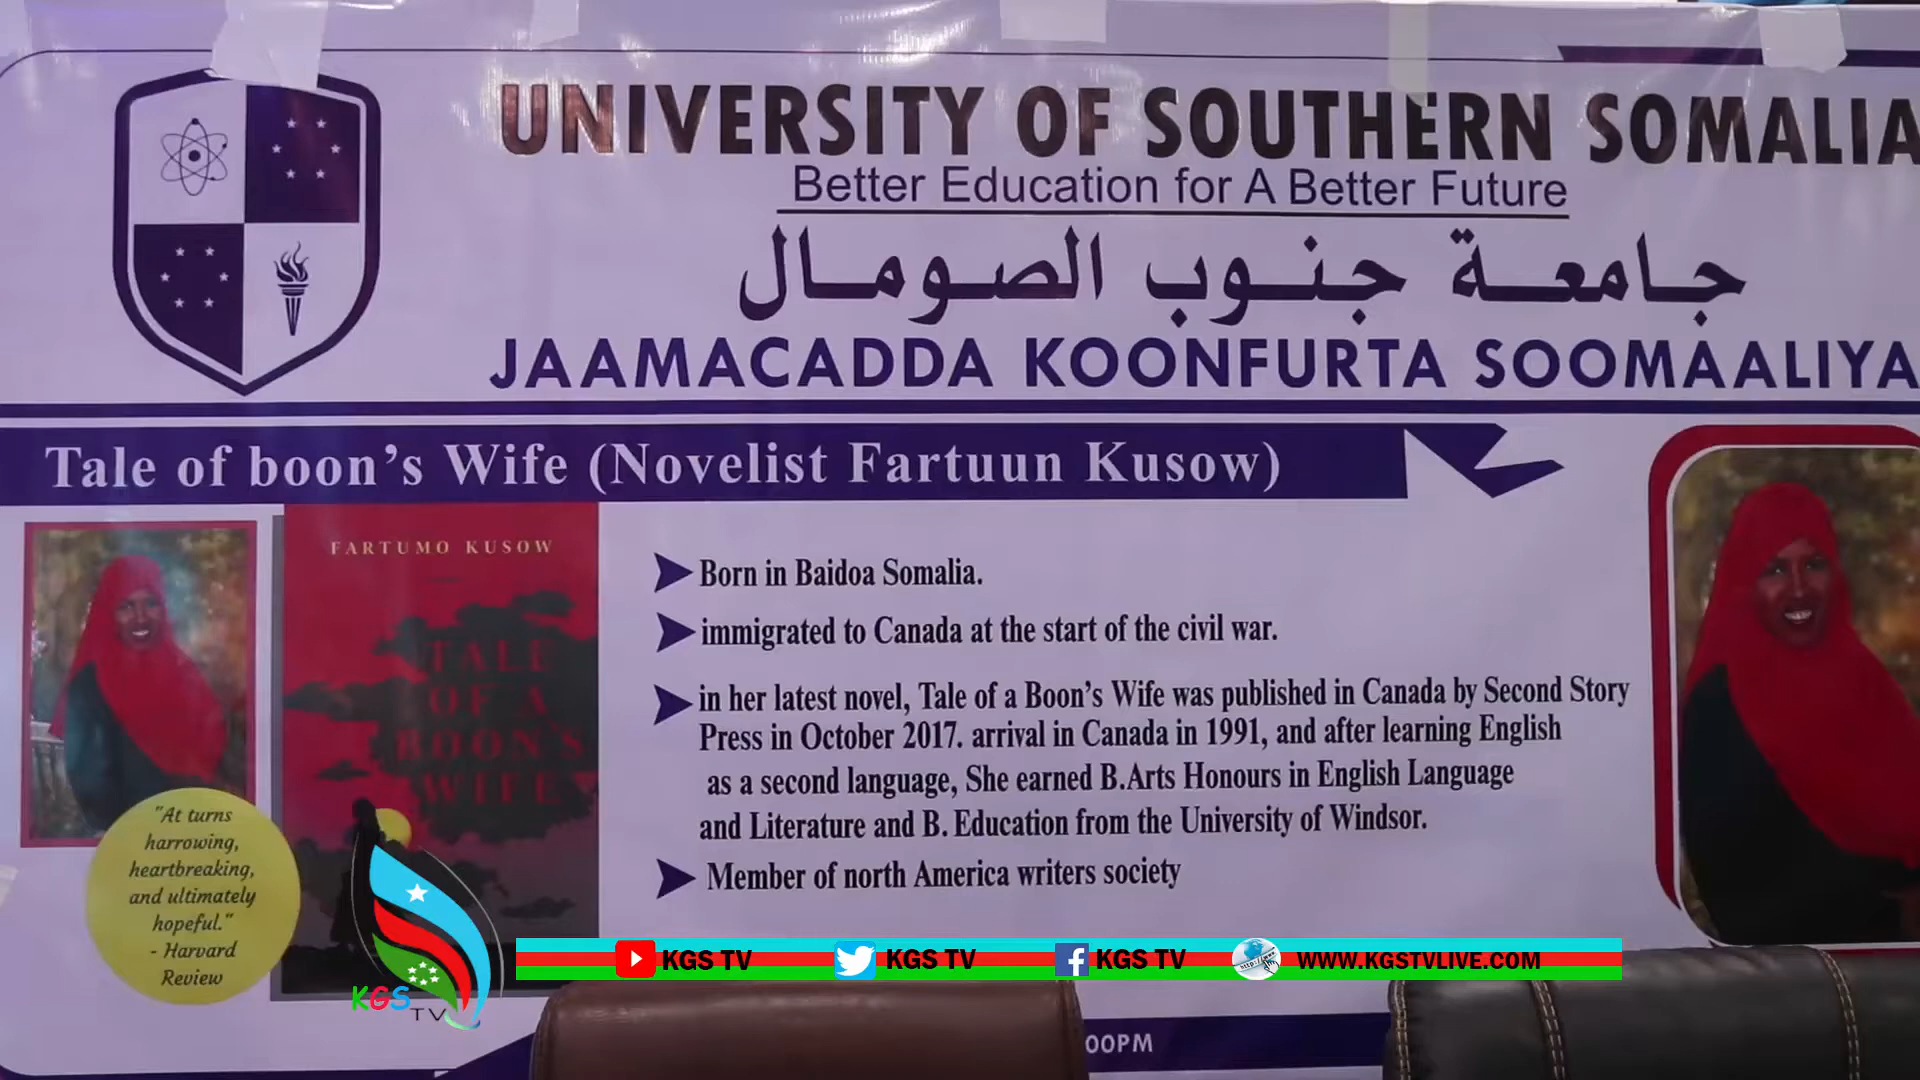 UNIVERSITY OF SOUTHERN SOMALIA
Better Education for A Better Future
جامعة جنوب الصومال
JAAMACADDA KOONFURTA SOOMAALIYA
Tale of boon's Wife (Novelist Fartuun Kusow)
FARTUMO KUSOW
TALE
OF A
BOON'S
WIFE
"At turns
harrowing,
heartbreaking,
and ultimately
hopeful."
- Harvard
Review
Born in Baidoa Somalia.
immigrated to Canada at the start of the civil war.
in her latest novel, Tale of a Boon's Wife was published in Canada by Second Story
Press in October 2017. arrival in Canada in 1991, and after learning English
as a second language, She earned B.Arts Honours in English Language
and Literature and B. Education from the University of Windsor.
Member of north America writers society
KGS TV
KGS TV
KGS TV
KGS TV
WWW.KGSTVLIVE.COM
00PM